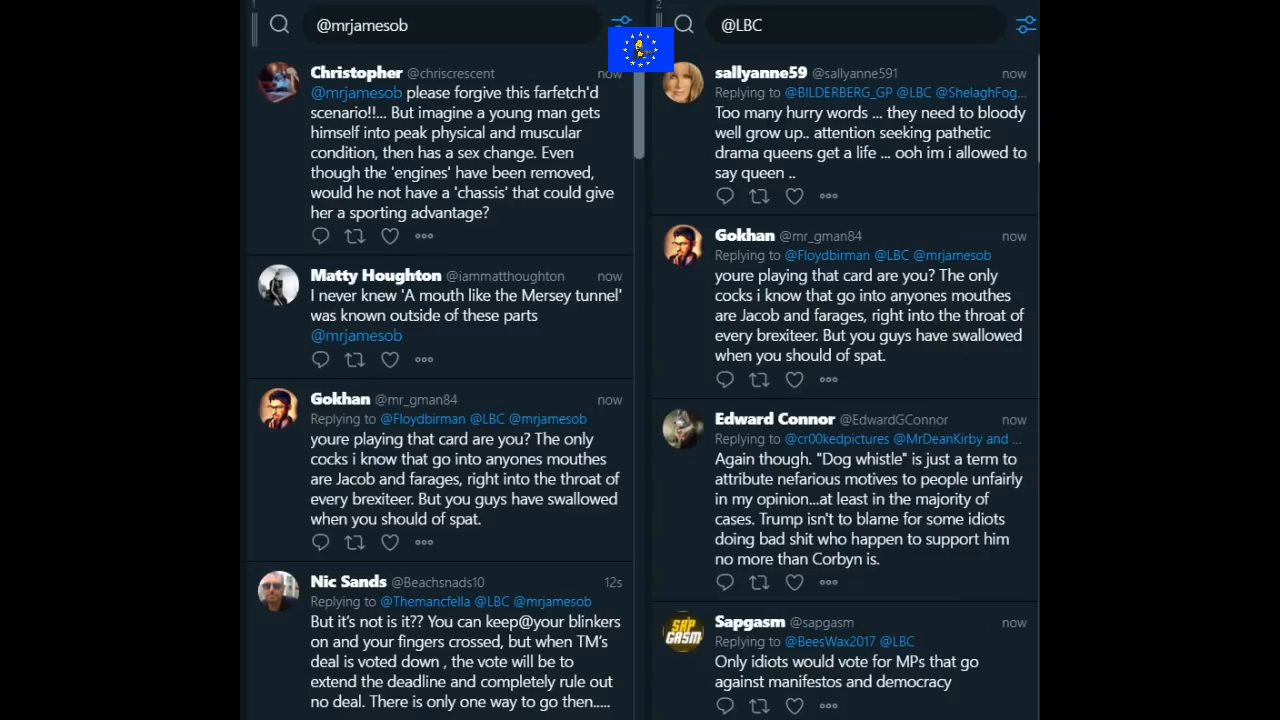 1
@mrjamesob
Christopher @chriscrescent now
@mrjamesob please forgive this farfetch'd
scenario!!... But imagine a young man gets
himself into peak physical and muscular
condition, then has a sex change. Even
though the 'engines' have been removed,
would he not have a 'chassis' that could give
her a sporting advantage?
Matty Houghton @iammatthoughton now
I never knew 'A mouth like the Mersey tunnel'
was known outside of these parts
@mrjamesob
Gokhan @mr_gman84 now
Replying to @Floydbirman @LBC @mrjamesob
youre playing that card are you? The only
cocks i know that go into anyones mouthes
are Jacob and farages, right into the throat of
every brexiteer. But you guys have swallowed
when you should of spat.
Nic Sands @Beachsnads10 12s
Replying to @Themancfella @LBC @mrjamesob
But it's not is it?? You can keep@your blinkers
on and your fingers crossed, but when TM's
deal is voted down , the vote will be to
extend the deadline and completely rule out
no deal. There is only one way to go then.....
2
@LBC
sallyanne59 @sallyanne591 now
Replying to @BILDERBERG_GP @LBC @ShelaghFog...
Too many hurry words ... they need to bloody
well grow up.. attention seeking pathetic
drama queens get a life ... ooh im i allowed to
say queen ..
Gokhan @mr_gman84 now
Replying to @Floydbirman @LBC @mrjamesob
youre playing that card are you? The only
cocks i know that go into anyones mouthes
are Jacob and farages, right into the throat of
every brexiteer. But you guys have swallowed
when you should of spat.
Edward Connor @EdwardGConnor now
Replying to @cr00kedpictures @MrDeanKirby and ...
Again though. "Dog whistle" is just a term to
attribute nefarious motives to people unfairly
in my opinion...at least in the majority of
cases. Trump isn't to blame for some idiots
doing bad shit who happen to support him
no more than Corbyn is.
SAP
GASM
Sapgasm @sapgasm now
Replying to @BeesWax2017 @LBC
Only idiots would vote for MPs that go
against manifestos and democracy